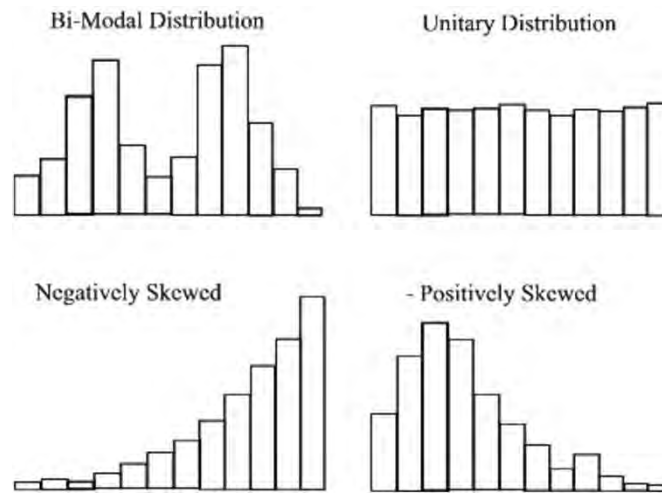 Bi-Modal Distribution
Unitary Distribution
Negatively Skewed
- Positively Skewed